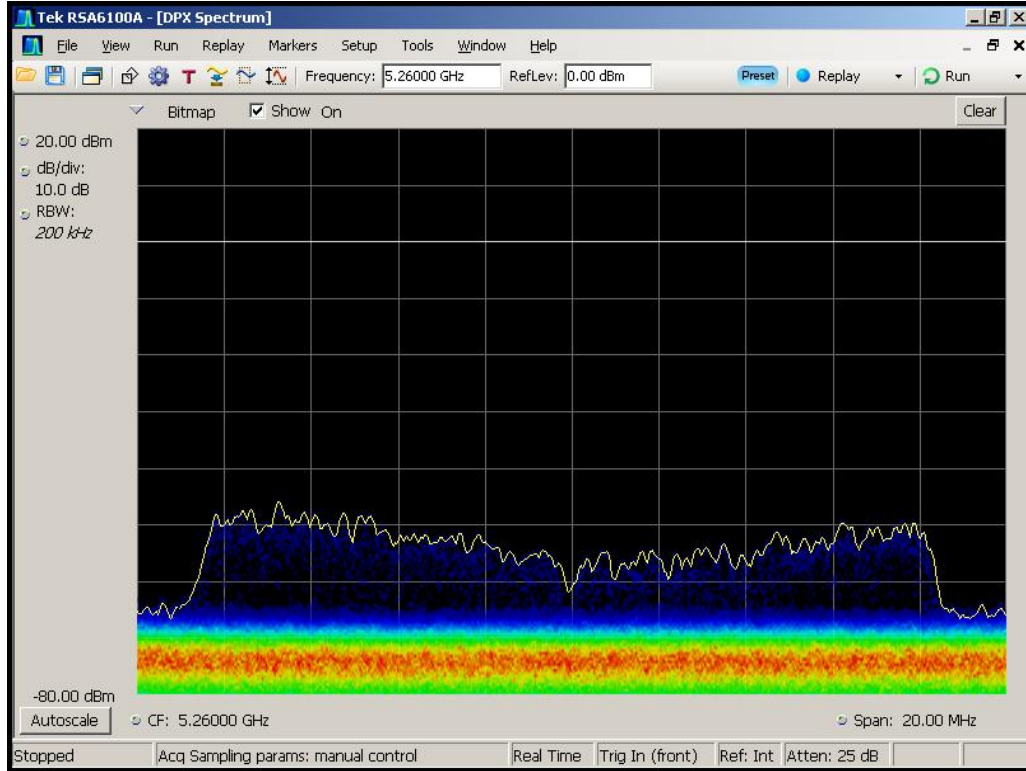 Tek RSA6100A - [DPX Spectrum]
File View Run Replay Markers Setup Tools Window Help
T Frequency: 5.26000 GHz RefLev: 0.00 dBm Preset Replay Run
Bitmap Show On Clear
20.00 dBm
dB/div:
10.0 dB
RBW:
200 kHz
-80.00 dBm
Autoscale CF: 5.26000 GHz Span: 20.00 MHz
Stopped Acq Sampling params: manual control Real Time Trig In (front) Ref: Int Atten: 25 dB